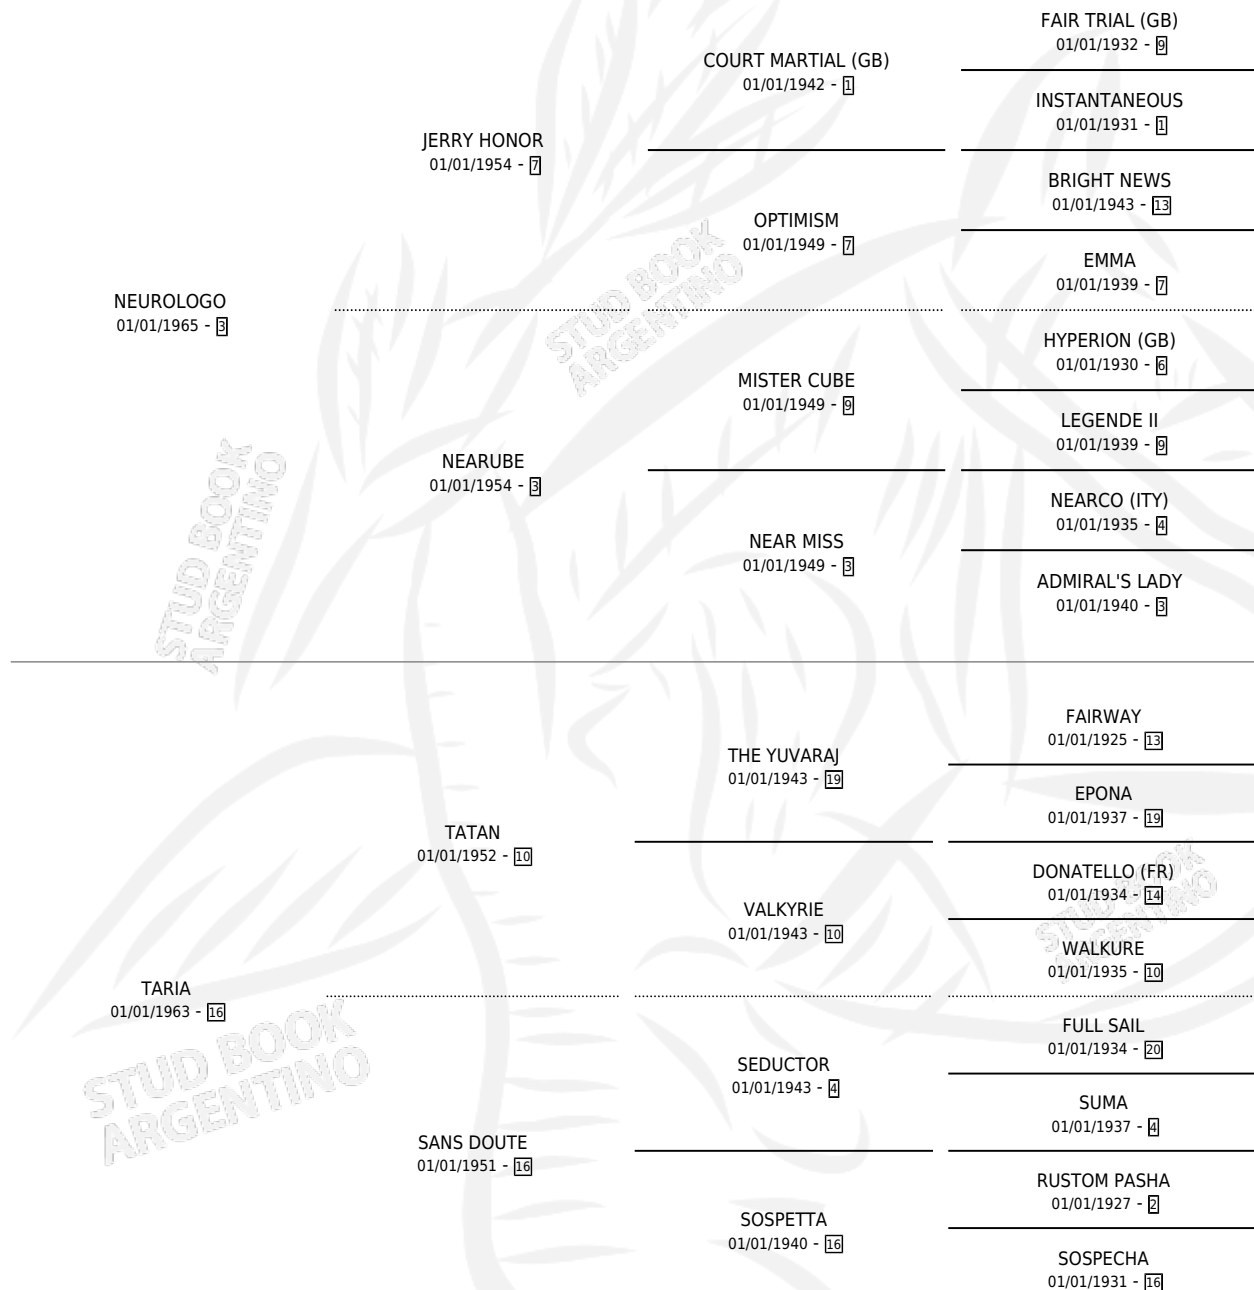 FAIR TRIAL (GB)
01/01/1932 - 9
COURT MARTIAL (GB)
01/01/1942 - 1
INSTANTANEOUS
01/01/1931 - 1
JERRY HONOR
01/01/1954 - 7
BRIGHT NEWS
01/01/1943 - 13
OPTIMISM
01/01/1949 - 7
EMMA
01/01/1939 - 7
NEUROLOGO
01/01/1965 - 3
HYPERION (GB)
01/01/1930 - 6
MISTER CUBE
01/01/1949 - 9
LEGENDE II
01/01/1939 - 9
NEARUBE
01/01/1954 - 3
NEARCO (ITY)
01/01/1935 - 4
NEAR MISS
01/01/1949 - 3
ADMIRAL'S LADY
01/01/1940 - 3
FAIRWAY
01/01/1925 - 13
THE YUVARAJ
01/01/1943 - 19
EPONA
01/01/1937 - 19
TATAN
01/01/1952 - 10
DONATELLO (FR)
01/01/1934 - 14
VALKYRIE
01/01/1943 - 10
WALKURE
01/01/1935 - 10
TARIA
01/01/1963 - 16
FULL SAIL
01/01/1934 - 20
SEDUCTOR
01/01/1943 - 4
SUMA
01/01/1937 - 4
SANS DOUTE
01/01/1951 - 16
RUSTOM PASHA
01/01/1927 - 2
SOSPETTA
01/01/1940 - 16
SOSPECHA
01/01/1931 - 16
STUD BOOK
ARGENTINO
STUD BOOK
ARGENTINO
STUD BOOK
ARGENTINO
STUD BOOK
ARGENTINO